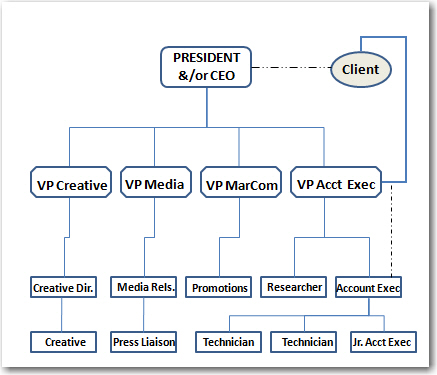 PRESIDENT
&/or CEO
Client
VP Creative
VP Media
VP MarCom
VP Acct Exec
Creative Dir.
Media Rels.
Promotions
Researcher
Account Exec
Creative
Press Liaison
Technician
Technician
Jr. Acct Exec